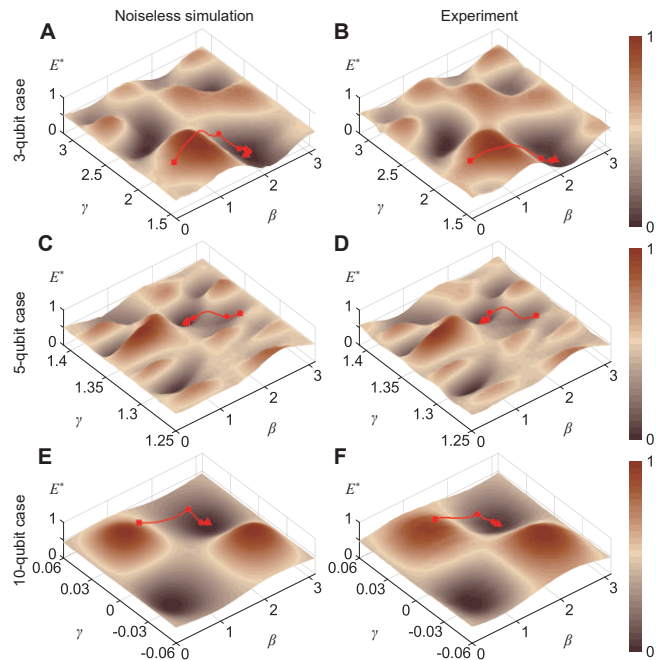 Noiseless simulation
Experiment
A
B
3-qubit case
E*
1
0
3
2.5
2
1.5
γ
0
1
2
3
β
E*
1
0
3
2.5
2
1.5
γ
0
1
2
3
β
1
0
C
D
5-qubit case
E*
1
0
1.4
1.35
1.3
1.25
γ
0
1
2
3
β
E*
1
0
1.4
1.35
1.3
1.25
γ
0
1
2
3
β
1
0
E
F
10-qubit case
E*
1
0
0.06
0.03
0
-0.03
-0.06
γ
0
1
2
3
β
E*
1
0
0.06
0.03
0
-0.03
-0.06
γ
0
1
2
3
β
1
0